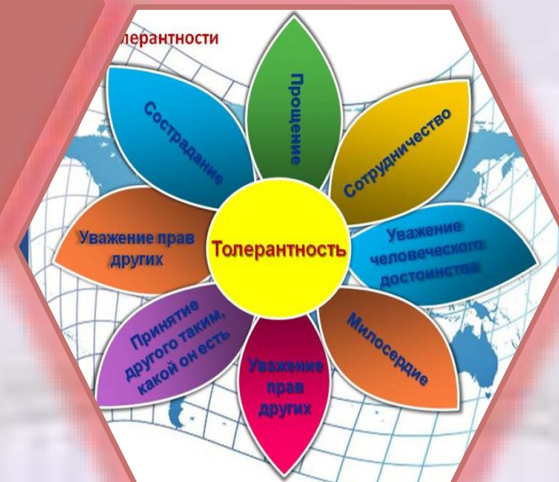 лерантности
Прощение
Сотрудничество
Уважение
человеческого
достоинства
Милосердие
Уважение
прав
других
Принятие
другого таким,
какой он есть
Уважение прав
других
Сострадание
Толерантность